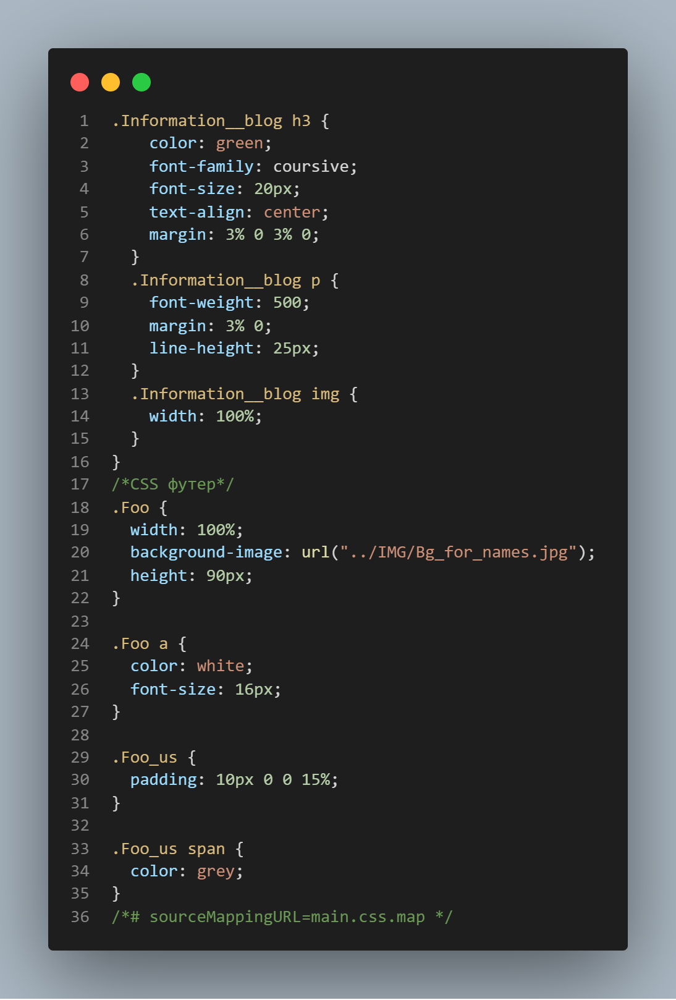 1 .Information__blog h3 {
2     color: green;
3     font-family: coursive;
4     font-size: 20px;
5     text-align: center;
6     margin: 3% 0 3% 0;
7   }
8   .Information__blog p {
9     font-weight: 500;
10     margin: 3% 0;
11     line-height: 25px;
12   }
13   .Information__blog img {
14     width: 100%;
15   }
16 }
17 /*CSS футер*/
18 .Foo {
19   width: 100%;
20   background-image: url("../IMG/Bg_for_names.jpg");
21   height: 90px;
22 }
23
24 .Foo a {
25   color: white;
26   font-size: 16px;
27 }
28
29 .Foo_us {
30   padding: 10px 0 0 15%;
31 }
32
33 .Foo_us span {
34   color: grey;
35 }
36 /*# sourceMappingURL=main.css.map */